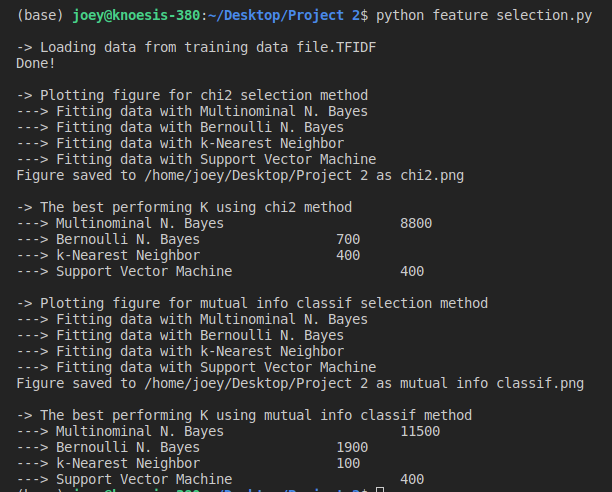 (base) joey@knoesis-380:~/Desktop/Feature 2$ python feature selection.py
-> Loading data from training data file.TFIDF
Done!
-> Plotting figure for chi2 selection method
---> Fitting data with Multinominal N. Bayes
---> Fitting data with Bernoulli N. Bayes
---> Fitting data with k-Nearest Neighbor
---> Fitting data with Support Vector Machine
Figure saved to /home/joey/Desktop/Project 2 as chi2.png
-> The best performing K using chi2 method
---> Multinominal N. Bayes 8800
---> Bernoulli N. Bayes 700
---> k-Nearest Neighbor 400
---> Support Vector Machine 400
-> Plotting figure for mutual info classif selection method
---> Fitting data with Multinominal N. Bayes
---> Fitting data with Bernoulli N. Bayes
---> Fitting data with k-Nearest Neighbor
---> Fitting data with Support Vector Machine
Figure saved to /home/joey/Desktop/Project 2 as mutual info classif.png
-> The best performing K using mutual info classif method
---> Multinominal N. Bayes 11500
---> Bernoulli N. Bayes 1900
---> k-Nearest Neighbor 100
---> Support Vector Machine 400